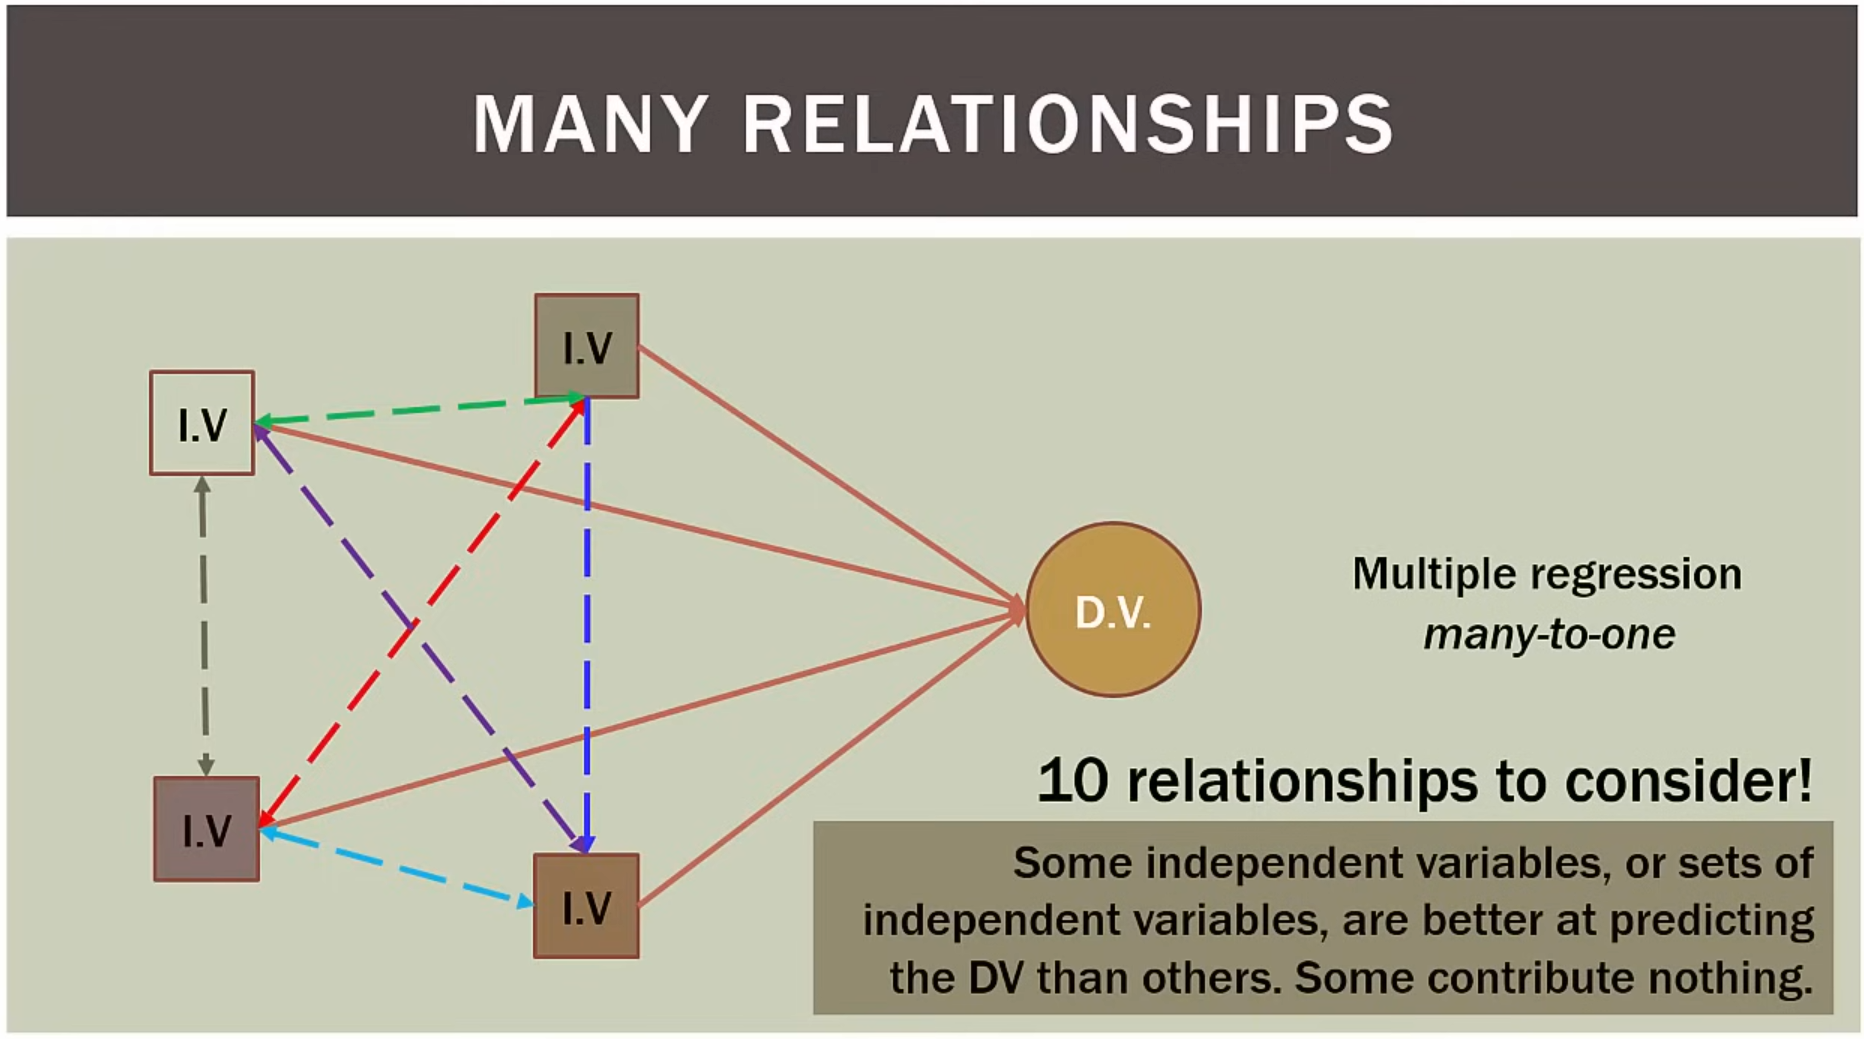 MANY RELATIONSHIPS
I.V
I.V
I.V
I.V
D.V.
Multiple regression
many-to-one
10 relationships to consider!
Some independent variables, or sets of
independent variables, are better at predicting
the DV than others. Some contribute nothing.